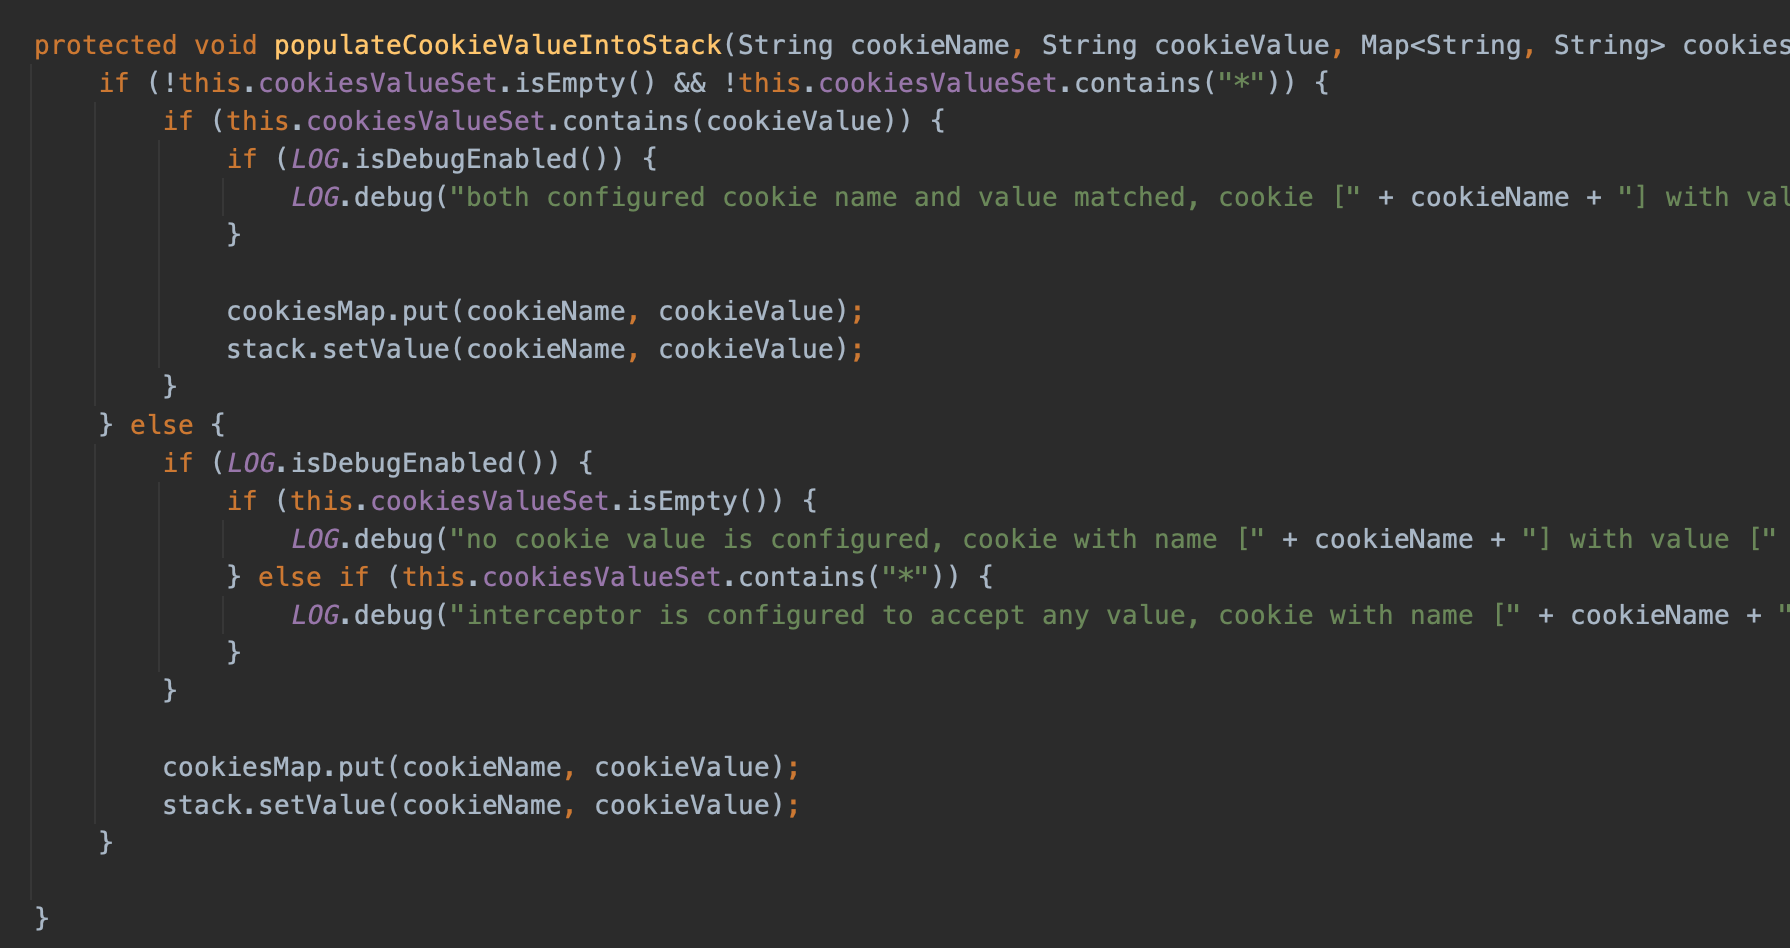 protected void populateCookieValueIntoStack(String cookieName, String cookieValue, Map<String, String> cookies
if (!this.cookiesValueSet.isEmpty() && !this.cookiesValueSet.contains("*")) {
if (this.cookiesValueSet.contains(cookieValue)) {
if (LOG.isDebugEnabled()) {
LOG.debug("both configured cookie name and value matched, cookie [" + cookieName + "] with val
}
cookiesMap.put(cookieName, cookieValue);
stack.setValue(cookieName, cookieValue);
}
} else {
if (LOG.isDebugEnabled()) {
if (this.cookiesValueSet.isEmpty()) {
LOG.debug("no cookie value is configured, cookie with name [" + cookieName + "] with value ["
} else if (this.cookiesValueSet.contains("*")) {
LOG.debug("interceptor is configured to accept any value, cookie with name [" + cookieName + "
}
}
cookiesMap.put(cookieName, cookieValue);
stack.setValue(cookieName, cookieValue);
}
}